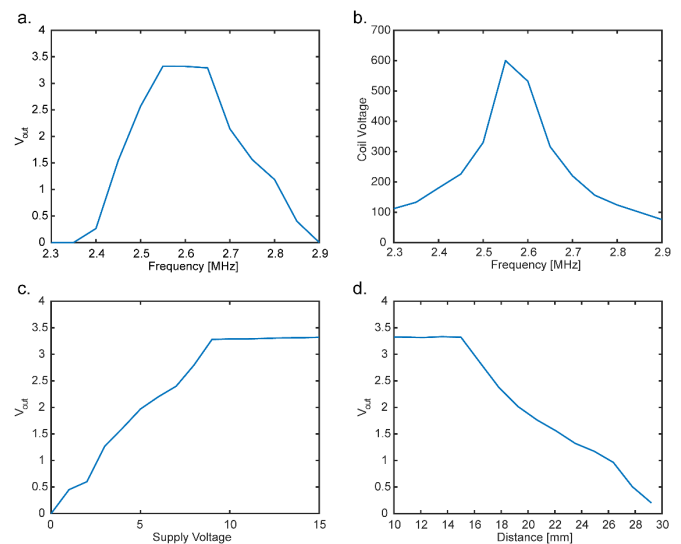 a.
4
3.5
3
2.5
2
1.5
1
0.5
0
V_out
2.3 2.4 2.5 2.6 2.7 2.8 2.9
Frequency [MHz]
b.
700
600
500
400
300
200
100
0
Coil Voltage
2.3 2.4 2.5 2.6 2.7 2.8 2.9
Frequency [MHz]
c.
4
3.5
3
2.5
2
1.5
1
0.5
0
V_out
0 5 10 15
Supply Voltage
d.
4
3.5
3
2.5
2
1.5
1
0.5
0
V_out
10 12 14 16 18 20 22 24 26 28 30
Distance [mm]